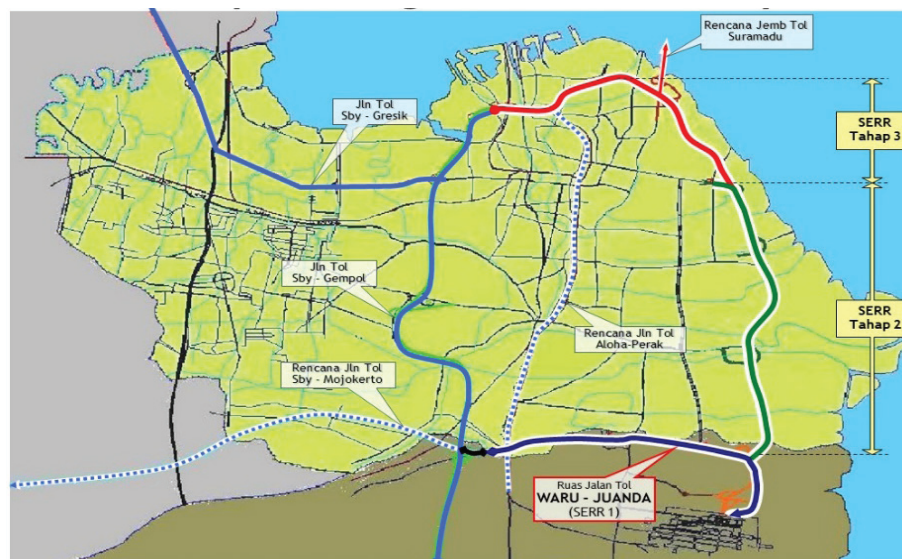 Rencana Jemb Tol
Suramadu
Jln Tol
Sby - Gresik
SERR
Tahap 3
Jln Tol
Sby - Gempol
SERR
Tahap 2
Rencana Jln Tol
Aloha-Perak
Rencana Jln Tol
Sby - Mojokerto
Ruas Jalan Tol
WARU - JUANDA
(SERR 1)